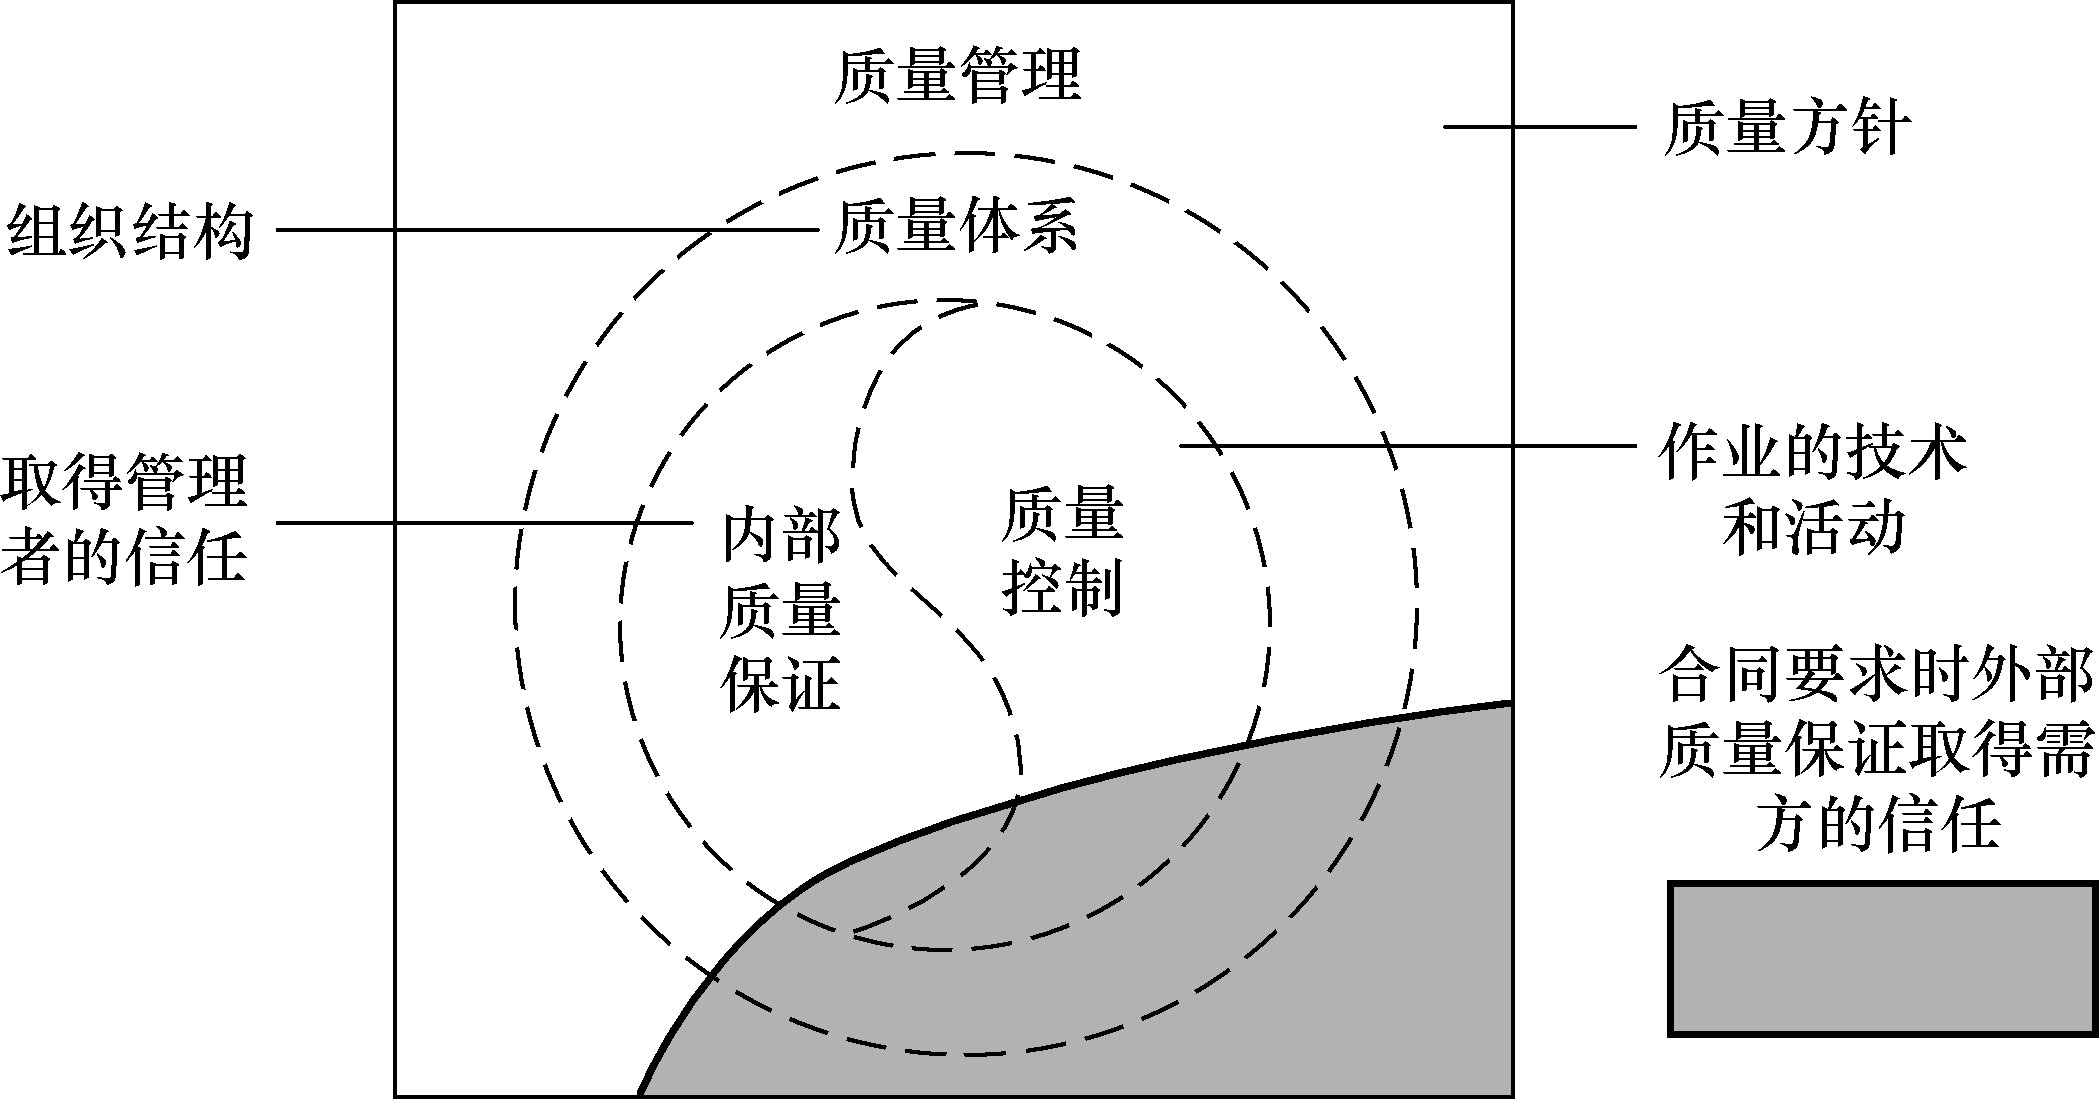 质量管理
质量方针
组织结构
质量体系
取得管理
者的信任
内部
质量
保证
质量
控制
作业的技术
和活动
合同要求时外部
质量保证取得需
方的信任